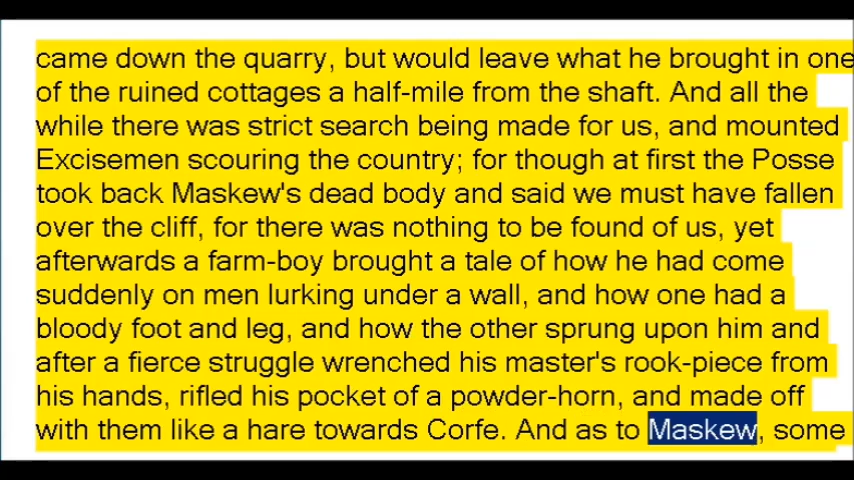 came down the quarry, but would leave what he brought in one
of the ruined cottages a half-mile from the shaft. And all the
while there was strict search being made for us, and mounted
Excisemen scouring the country; for though at first the Posse
took back Maskew's dead body and said we must have fallen
over the cliff, for there was nothing to be found of us, yet
afterwards a farm-boy brought a tale of how he had come
suddenly on men lurking under a wall, and how one had a
bloody foot and leg, and how the other sprung upon him and
after a fierce struggle wrenched his master's rook-piece from
his hands, rifled his pocket of a powder-horn, and made off
with them like a hare towards Corfe. And as to Maskew, some